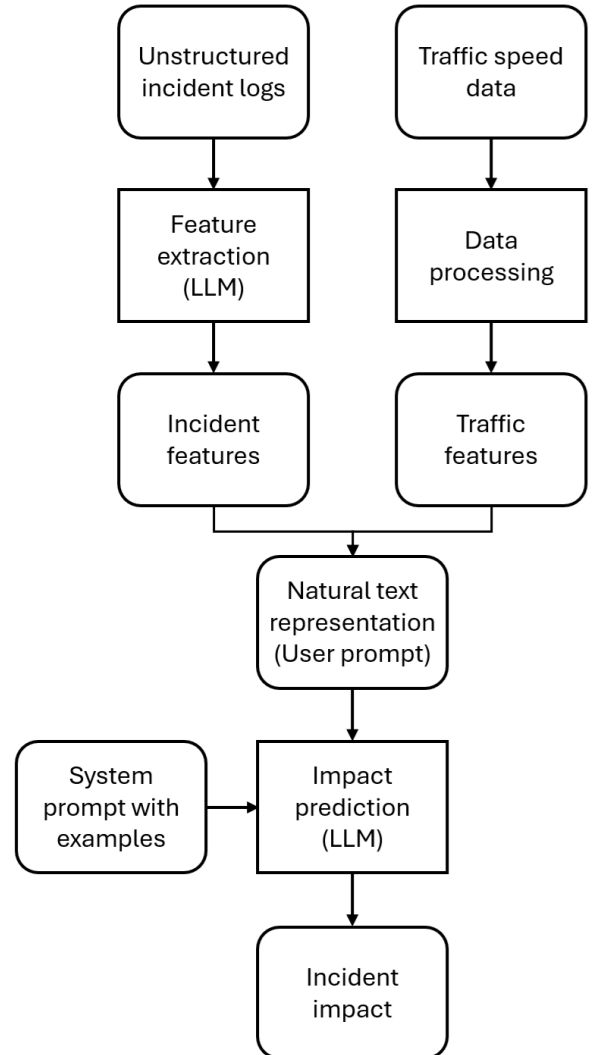 Unstructured
incident logs
Traffic speed
data
Feature
extraction
(LLM)
Data
processing
Incident
features
Traffic
features
Natural text
representation
(User prompt)
System
prompt with
examples
Impact
prediction
(LLM)
Incident
impact